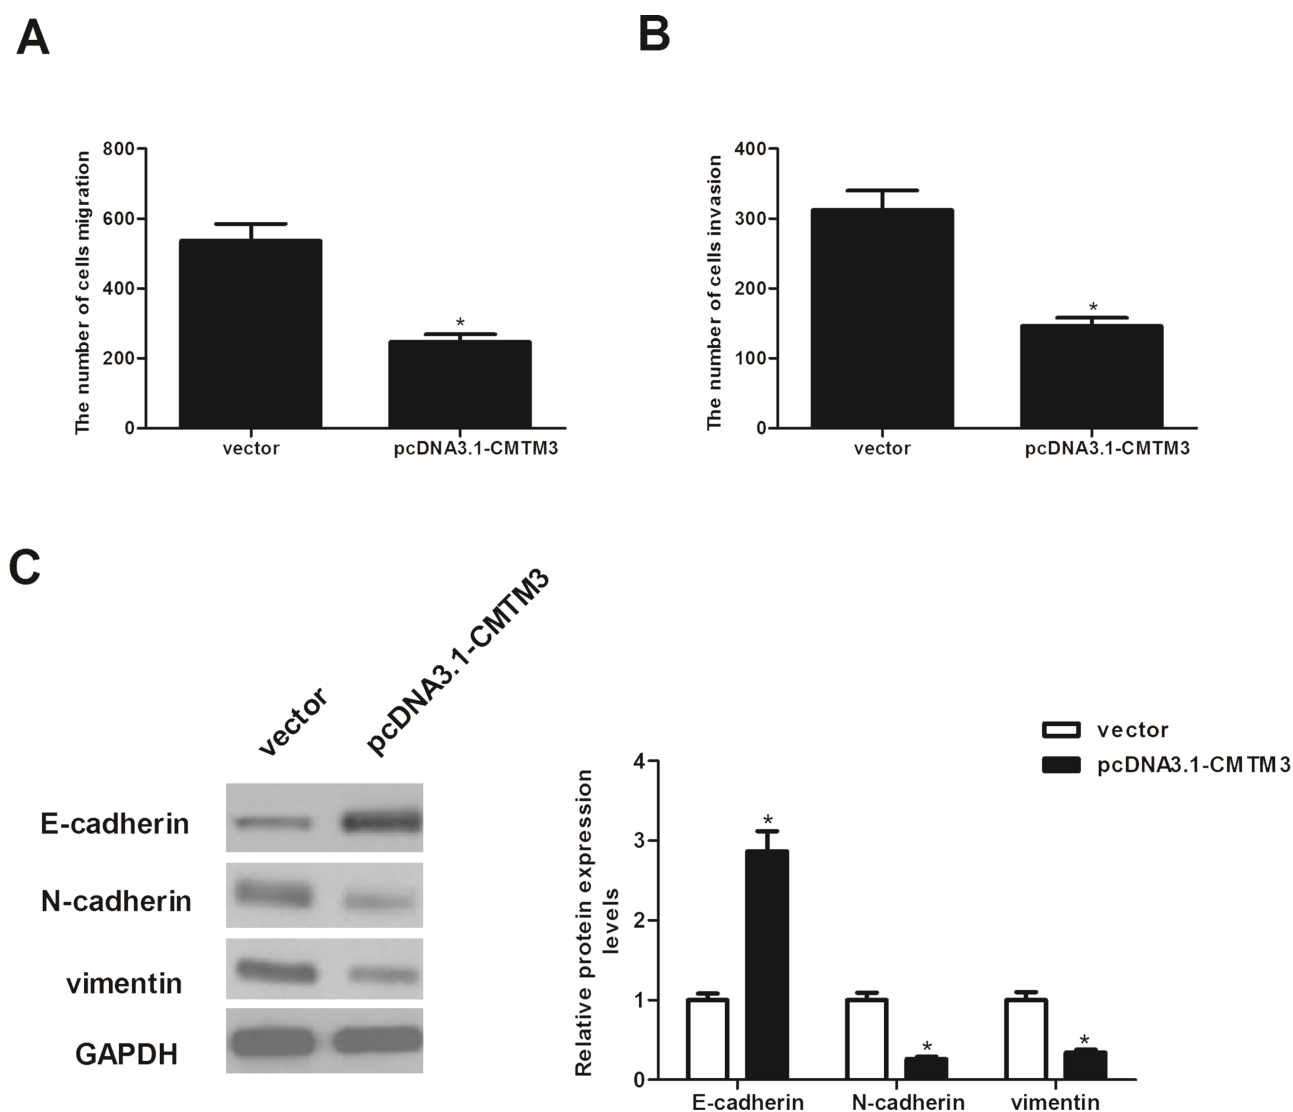 A
B
The number of cells migration
800
600
400
200
0
*
vector
pcDNA3.1-CMTM3
The number of cells invasion
400
300
200
100
0
*
vector
pcDNA3.1-CMTM3
C
vector
pcDNA3.1-CMTM3
E-cadherin
N-cadherin
vimentin
GAPDH
vector
pcDNA3.1-CMTM3
Relative protein expression
levels
4
3
2
1
0
*
*
*
E-cadherin
N-cadherin
vimentin